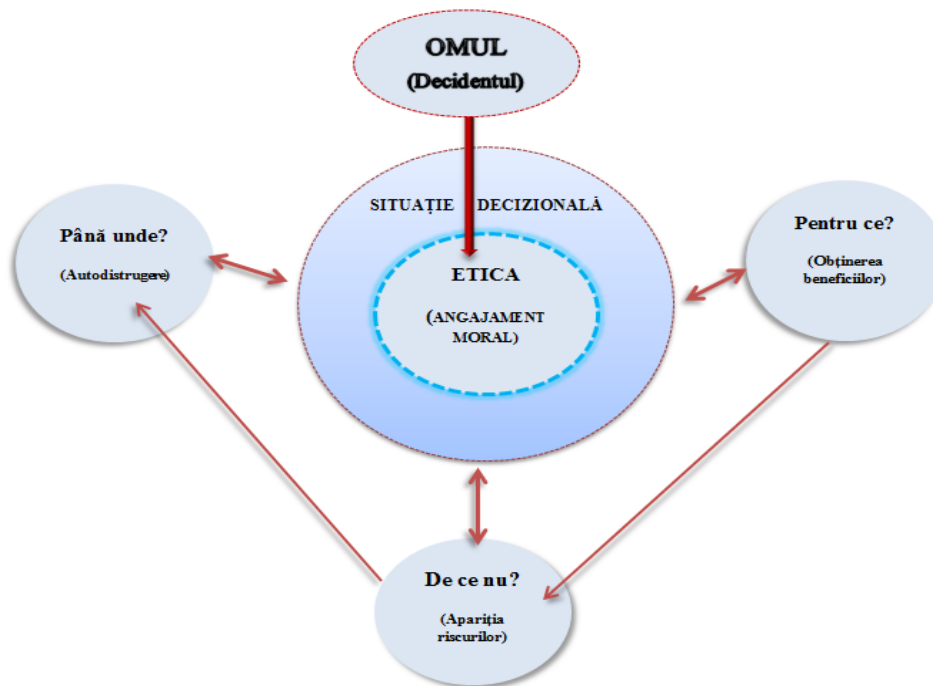 OMUL
(Decidentul)
SITUAȚIE DECIZIONALĂ
Până unde?
(Autodistrugere)
ETICA
(ANGAJAMENT
MORAL)
Pentru ce?
(Obținerea
beneficiilor)
De ce nu?
(Apariția
riscurilor)